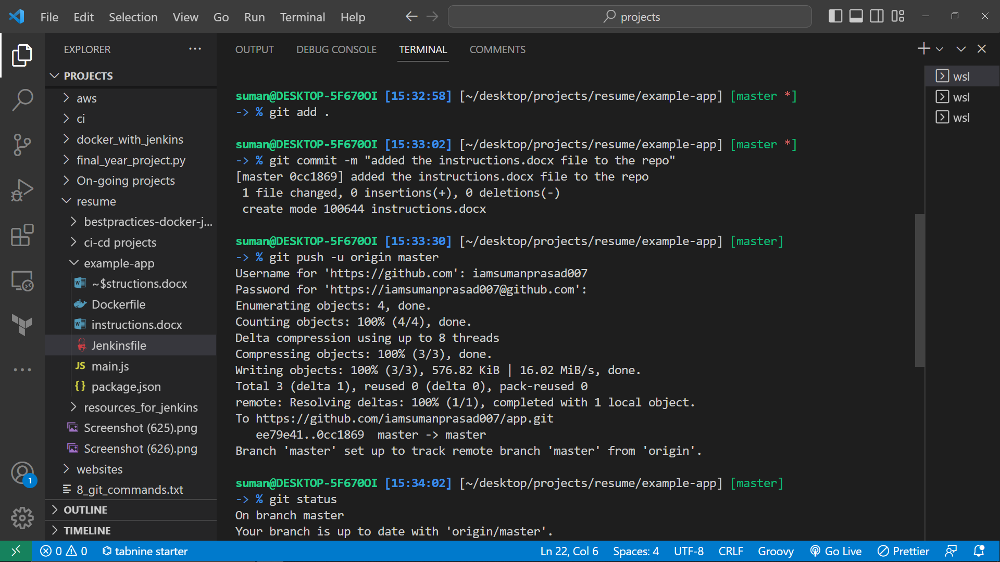 File Edit Selection View Go Run Terminal Help
projects
EXPLORER
PROJECTS
aws
ci
docker_with_jenkins
final_year_project.py
On-going projects
resume
bestpractices-docker-j...
ci-cd projects
example-app
~$structions.docx
Dockerfile
instructions.docx
Jenkinsfile
JS main.js
{} package.json
resources_for_jenkins
Screenshot (625).png
Screenshot (626).png
websites
8_git_commands.txt
OUTLINE
TIMELINE
1
OUTPUT DEBUG CONSOLE TERMINAL COMMENTS
suman@DESKTOP-5F670OI [15:32:58] [~/desktop/projects/resume/example-app] [master *]
-> % git add .
suman@DESKTOP-5F670OI [15:33:02] [~/desktop/projects/resume/example-app] [master *]
-> % git commit -m "added the instructions.docx file to the repo"
[master 0cc1869] added the instructions.docx file to the repo
1 file changed, 0 insertions(+), 0 deletions(-)
create mode 100644 instructions.docx
suman@DESKTOP-5F670OI [15:33:30] [~/desktop/projects/resume/example-app] [master]
-> % git push -u origin master
Username for 'https://github.com': iamsumanprasad007
Password for 'https://iamsumanprasad007@github.com':
Enumerating objects: 4, done.
Counting objects: 100% (4/4), done.
Delta compression using up to 8 threads
Compressing objects: 100% (3/3), done.
Writing objects: 100% (3/3), 576.82 KiB | 16.02 MiB/s, done.
Total 3 (delta 1), reused 0 (delta 0), pack-reused 0
remote: Resolving deltas: 100% (1/1), completed with 1 local object.
To https://github.com/iamsumanprasad007/app.git
ee79e41..0cc1869  master -> master
Branch 'master' set up to track remote branch 'master' from 'origin'.
suman@DESKTOP-5F670OI [15:34:02] [~/desktop/projects/resume/example-app] [master]
-> % git status
On branch master
Your branch is up to date with 'origin/master'.
wsl
wsl
wsl
0 0 tabnine starter Ln 22, Col 6 Spaces: 4 UTF-8 CRLF Groovy Go Live Prettier